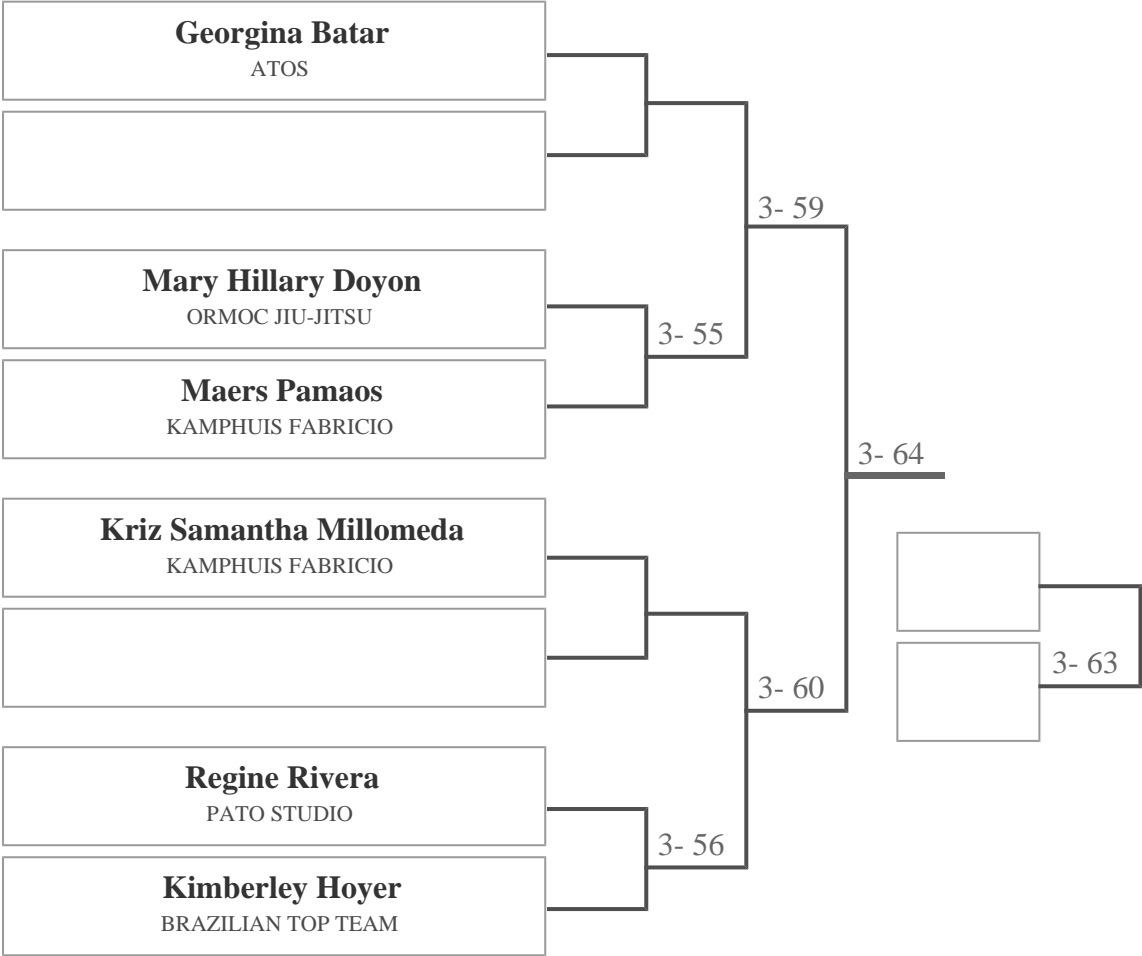 Georgina Batar
ATOS
3- 59
Mary Hillary Doyon
ORMOC JIU-JITSU
3- 55
Maers Pamaos
KAMPHUIS FABRICIO
3- 64
Kriz Samantha Millomeda
KAMPHUIS FABRICIO
3- 63
3- 60
Regine Rivera
PATO STUDIO
3- 56
Kimberley Hoyer
BRAZILIAN TOP TEAM